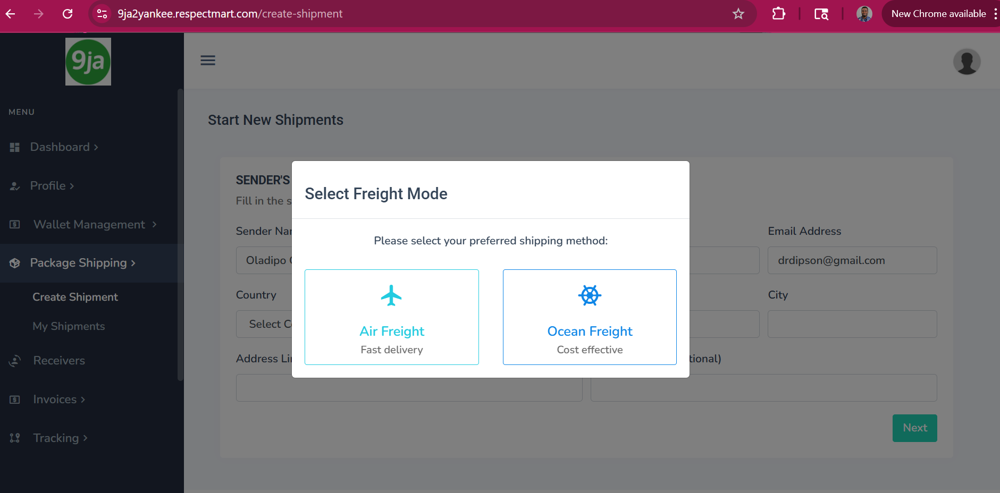 9ja2yankee.respectmart.com/create-shipment
New Chrome available
9ja
MENU
Dashboard
Profile
Wallet Management
Package Shipping
Create Shipment
My Shipments
Receivers
Invoices
Tracking
Start New Shipments
SENDER'S
Fill in the s
Sender Nar
Email Address
Oladipo
drdipson@gmail.com
Country
City
Select C
Address Li
tional)
Next
Select Freight Mode
Please select your preferred shipping method:
Air Freight
Fast delivery
Ocean Freight
Cost effective